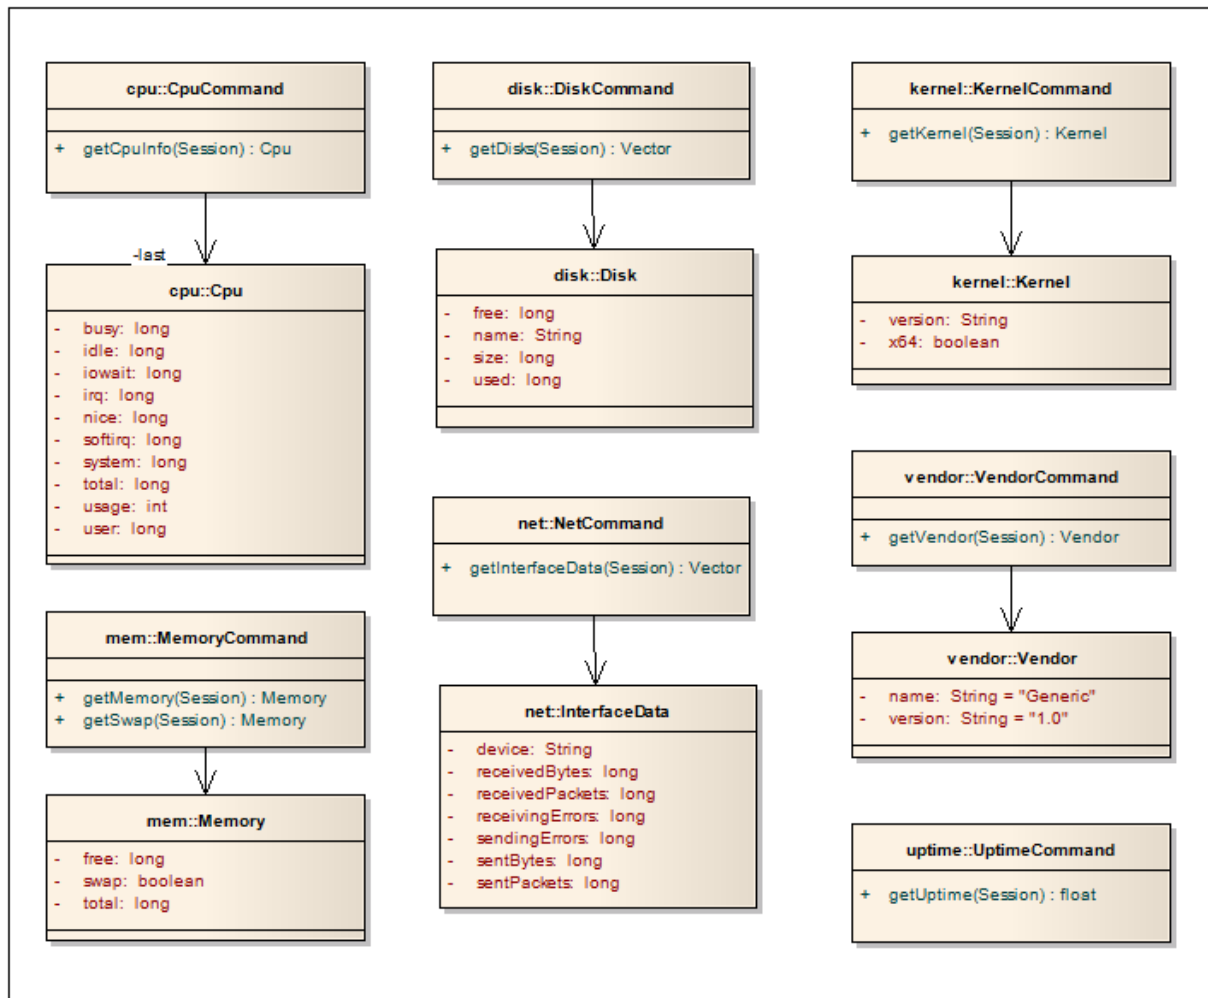 cpu::CpuCommand
+ getCpuInfo(Session) : Cpu
-last
cpu::Cpu
- busy: long
- idle: long
- iowait: long
- irq: long
- nice: long
- softirq: long
- system: long
- total: long
- usage: int
- user: long
mem::MemoryCommand
+ getMemory(Session) : Memory
+ getSwap(Session) : Memory
mem::Memory
- free: long
- swap: boolean
- total: long
disk::DiskCommand
+ getDisks(Session) : Vector
disk::Disk
- free: long
- name: String
- size: long
- used: long
net::NetCommand
+ getInterfaceData(Session) : Vector
net::InterfaceData
- device: String
- receivedBytes: long
- receivedPackets: long
- receivingErrors: long
- sendingErrors: long
- sentBytes: long
- sentPackets: long
kernel::KernelCommand
+ getKernel(Session) : Kernel
kernel::Kernel
- version: String
- x64: boolean
vendor::VendorCommand
+ getVendor(Session) : Vendor
vendor::Vendor
- name: String = "Generic"
- version: String = "1.0"
uptime::UptimeCommand
+ getUptime(Session) : float